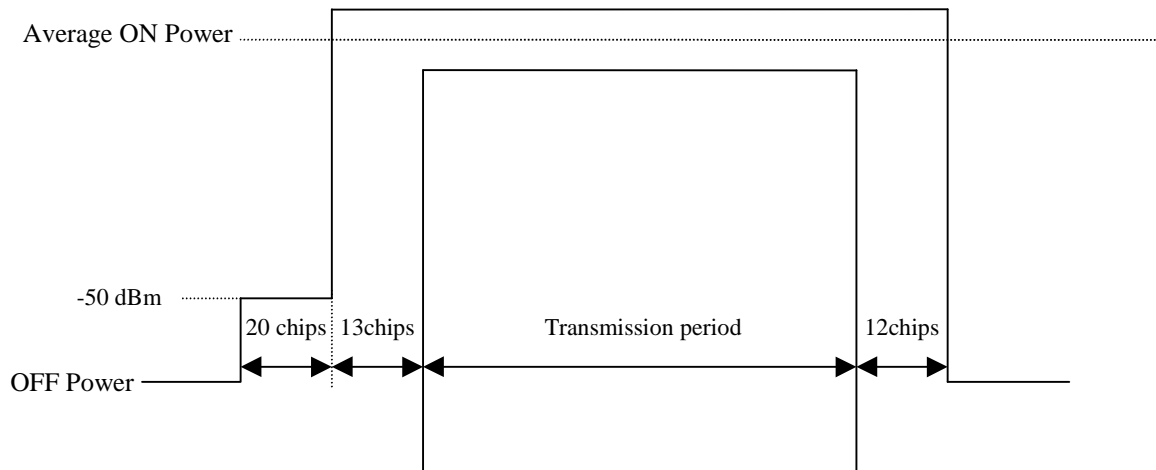 Average ON Power
-50 dBm
20 chips 13chips Transmission period 12chips
OFF Power